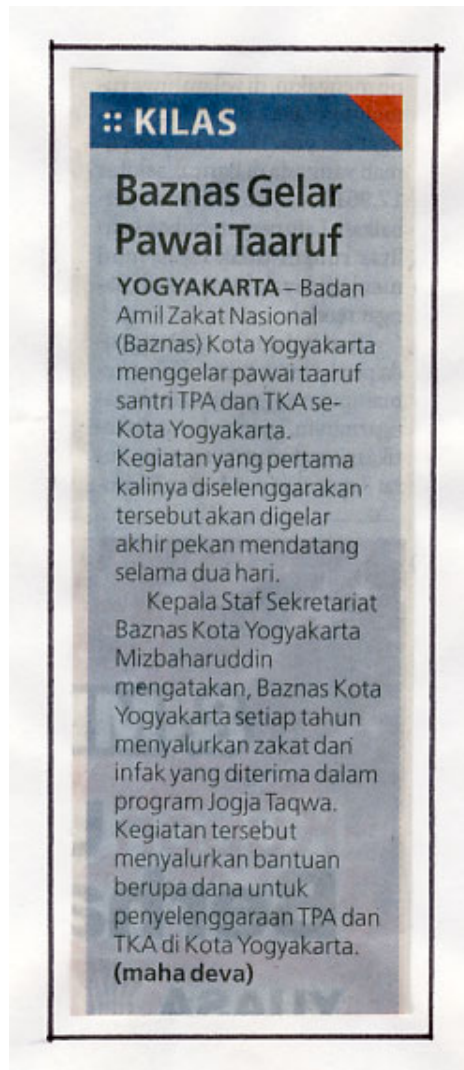 :: KILAS
Baznas Gelar
Pawai Taaruf
YOGYAKARTA – Badan
Amil Zakat Nasional
(Baznas) Kota Yogyakarta
menggelar pawai taaruf
santri TPA dan TKA se-
Kota Yogyakarta.
Kegiatan yang pertama
kalinya diselenggarakan
tersebut akan digelar
akhir pekan mendatang
selama dua hari.
Kepala Staf Sekretariat
Baznas Kota Yogyakarta
Mizbaharuddin
mengatakan, Baznas Kota
Yogyakarta setiap tahun
menyalurkan zakat dan
infak yang diterima dalam
program Jogja Taqwa.
Kegiatan tersebut
menyalurkan bantuan
berupa dana untuk
penyelenggaraan TPA dan
TKA di Kota Yogyakarta.
(maha deva)